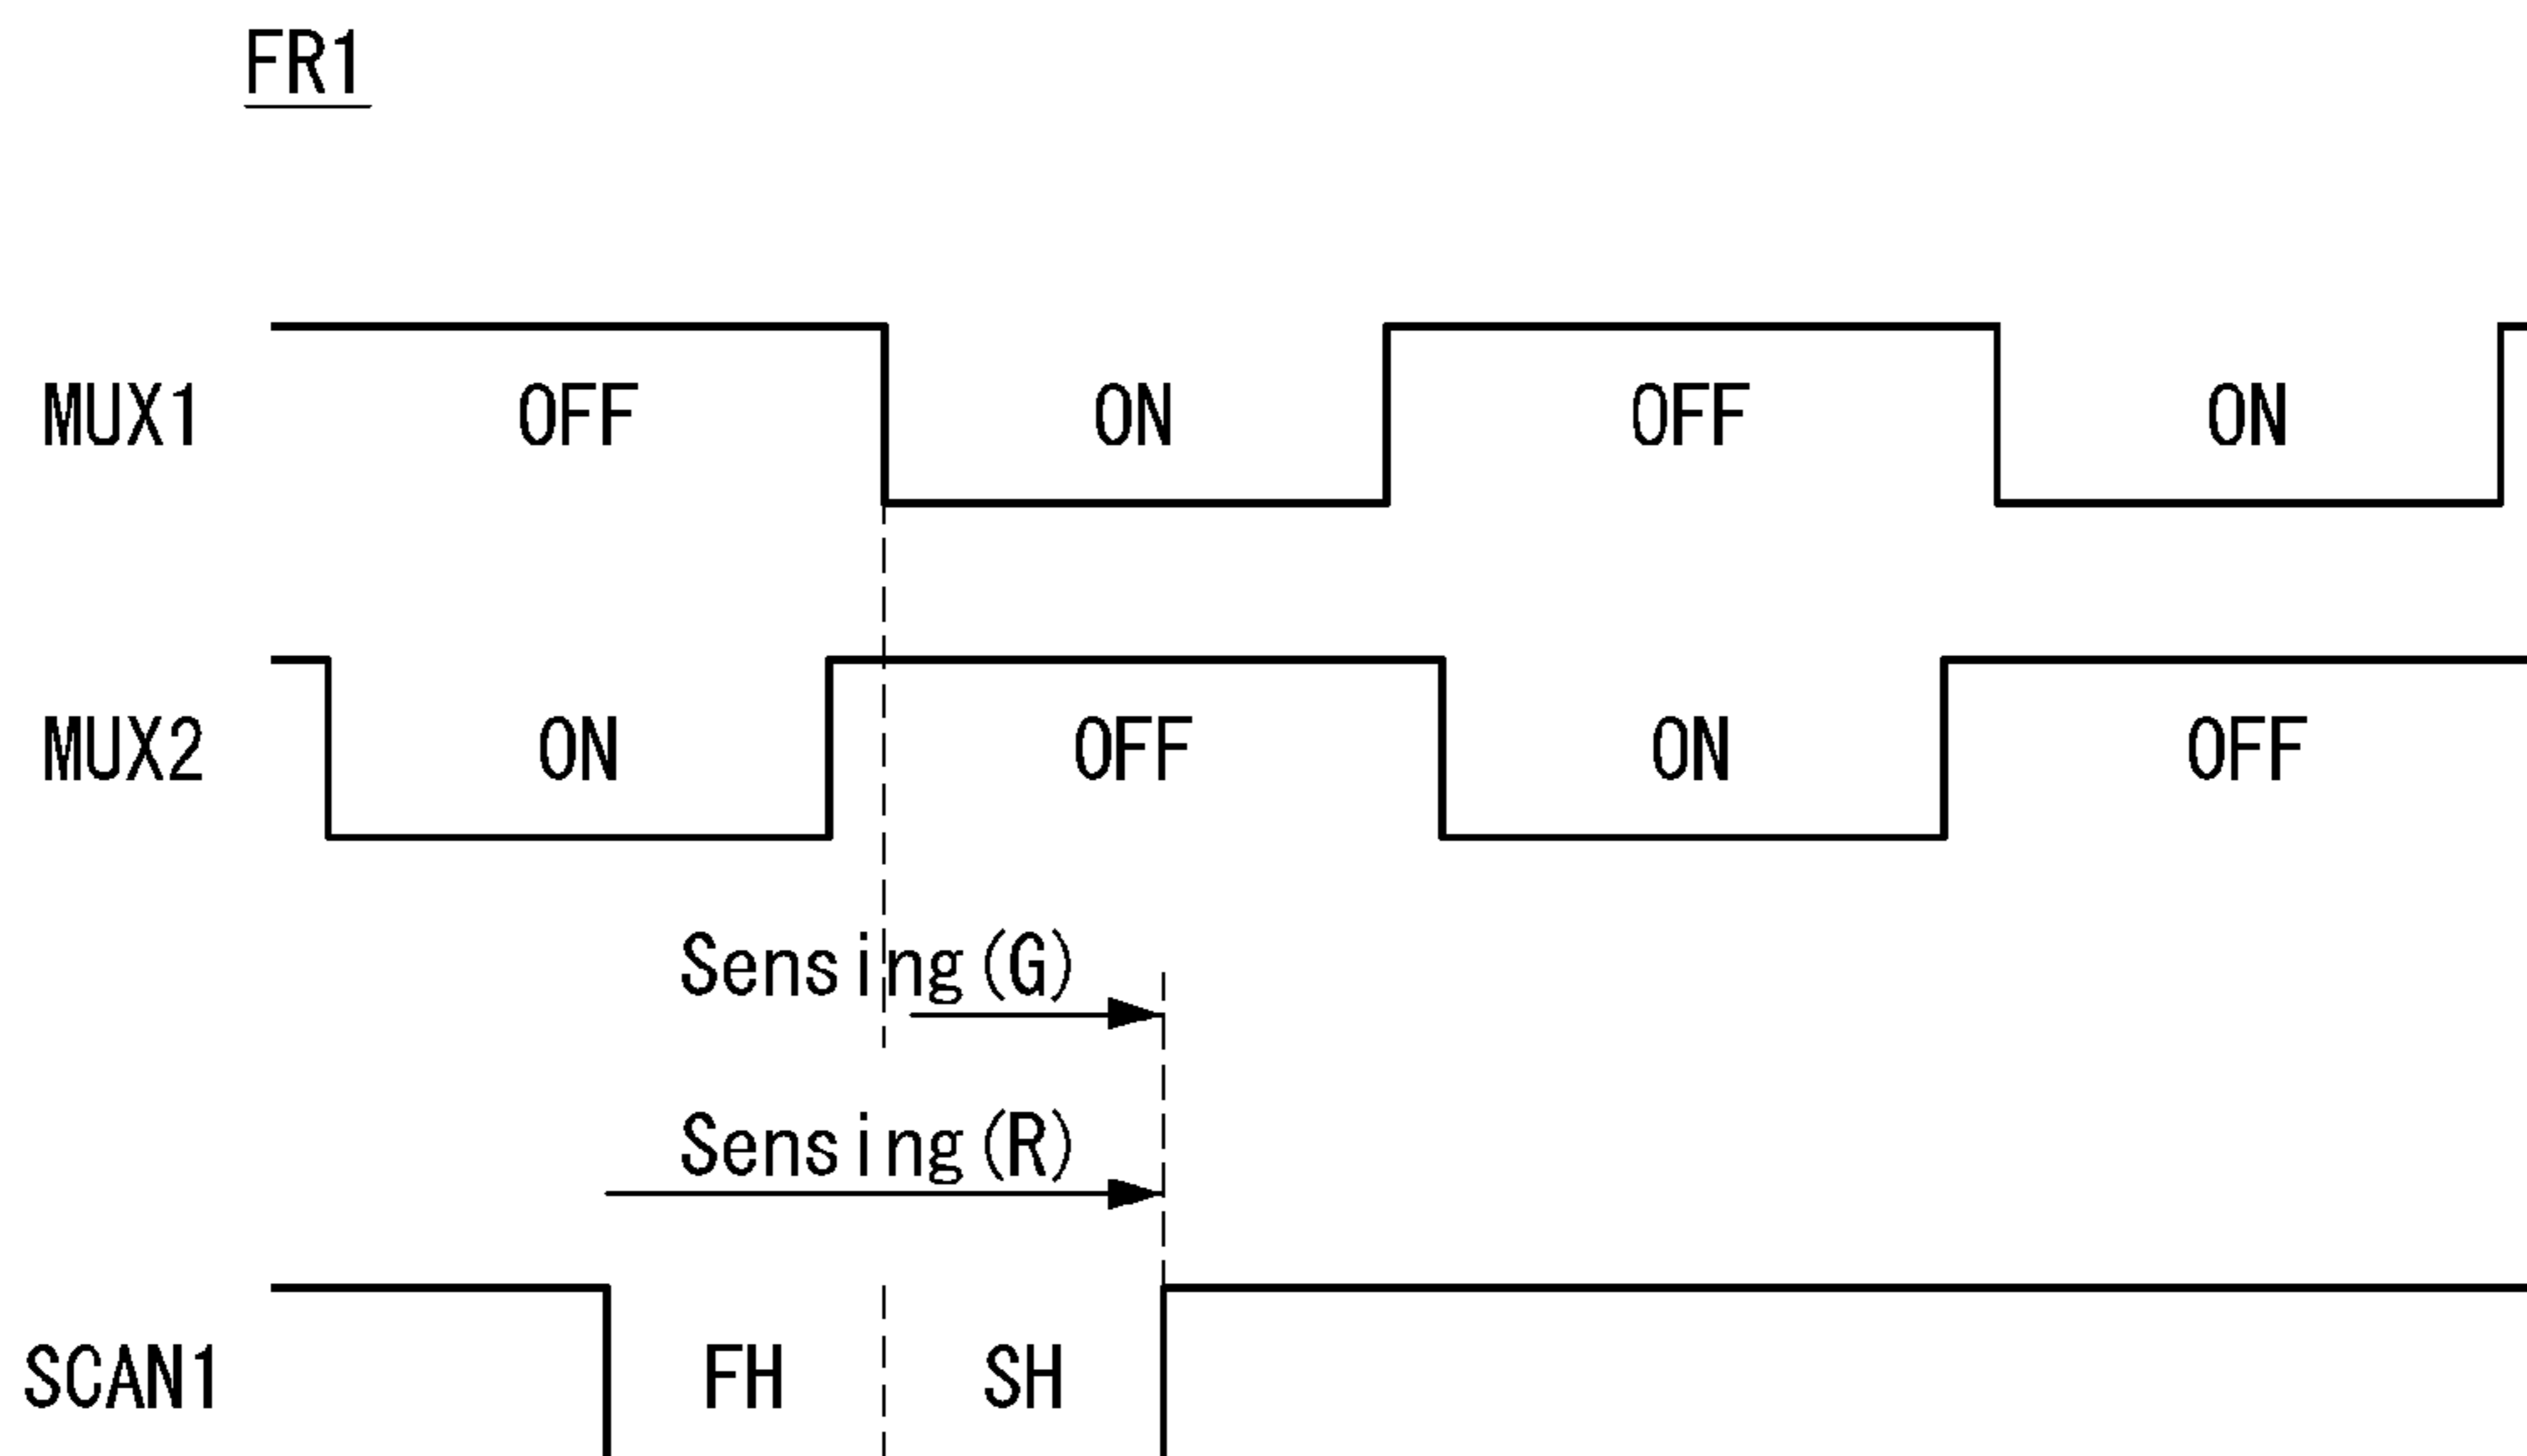 FR1
MUX1 OFF ON OFF ON
MUX2 ON OFF ON OFF
Sensing(G)
Sensing(R)
SCAN1 FH SH